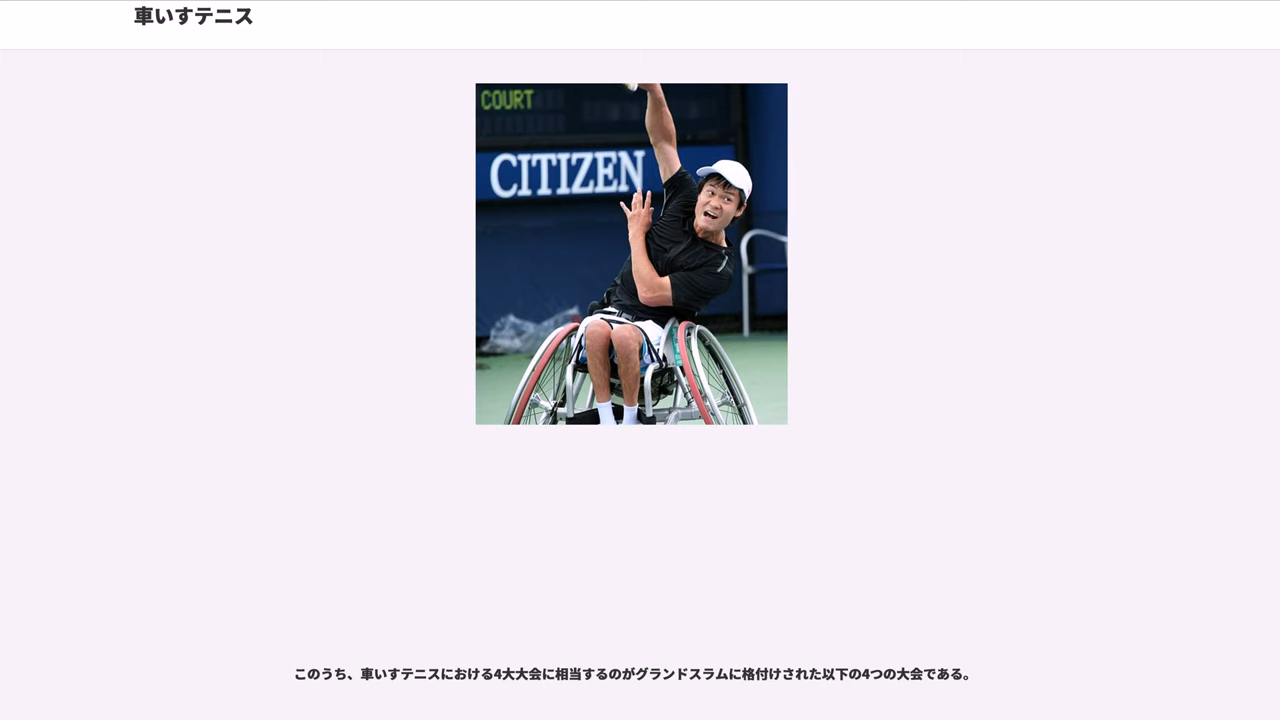 車いすテニス
COURT
CITIZEN
このうち、車いすテニスにおける4大大会に相当するのがグランドスラムに格付けされた以下の4つの大会である。